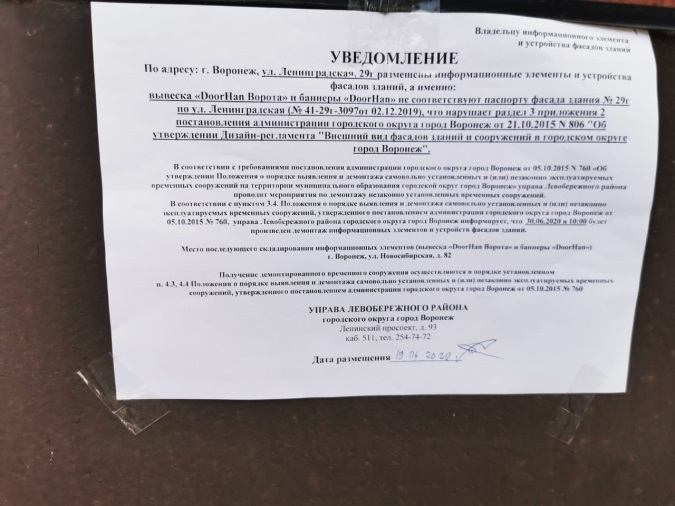 Владельцу информационного элемента
и устройства фасадов зданий
УВЕДОМЛЕНИЕ
По адресу: г. Воронеж, ул. Ленинградская, 29г размещены информационные элементы и устройства
фасадов зданий, а именно:
вывеска «DoorHan Ворота» и баннеры «DoorHan» не соответствуют паспорту фасада здания № 29г
по ул. Ленинградская (№ 41-29г-3097от 02.12.2019), что нарушает раздел 3 приложения 2
постановления администрации городского округа город Воронеж от 21.10.2015 N 806 "Об
утверждении Дизайн-регламента "Внешний вид фасадов зданий и сооружений в городском округе
город Воронеж".
В соответствии с требованиями постановления администрации городского округа город Воронеж от 05.10.2015 N 760 «Об
утверждении Положения о порядке выявления и демонтажа самовольно установленных и (или) незаконно эксплуатируемых
временных сооружений на территории муниципального образования городской округ город Воронеж» управа Левобережного района
проводит мероприятия по демонтажу незаконно установленных временных сооружений.
В соответствии с пунктом 3.4. Положения о порядке выявления и демонтажа самовольно установленных и (или) незаконно
эксплуатируемых временных сооружений, утвержденного постановлением администрации городского округа город Воронеж от
05.10.2015 № 760, управа Левобережного района городского округа город Воронеж информирует, что 30.06.2020 в 10:00 будет
произведен демонтаж информационных элементов и устройств фасадов зданий.
Место последующего складирования информационных элементов (вывеска «DoorHan Ворота» и баннеры «DoorHan»)
г. Воронеж, ул. Новосибирская, д. 82
Получение демонтированного временного сооружения осуществляются в порядке установленном
п. 4.3, 4.4 Положения о порядке выявления и демонтажа самовольно установленных и (или) незаконно эксплуатируемых временных
сооружений, утвержденного постановлением администрации городского округа город Воронеж от 05.10.2015 № 760
УПРАВА ЛЕВОБЕРЕЖНОГО РАЙОНА
городского округа город Воронеж
Ленинский проспект, д. 93
каб. 511, тел. 254-74-72
Дата размещения 19 06 2020